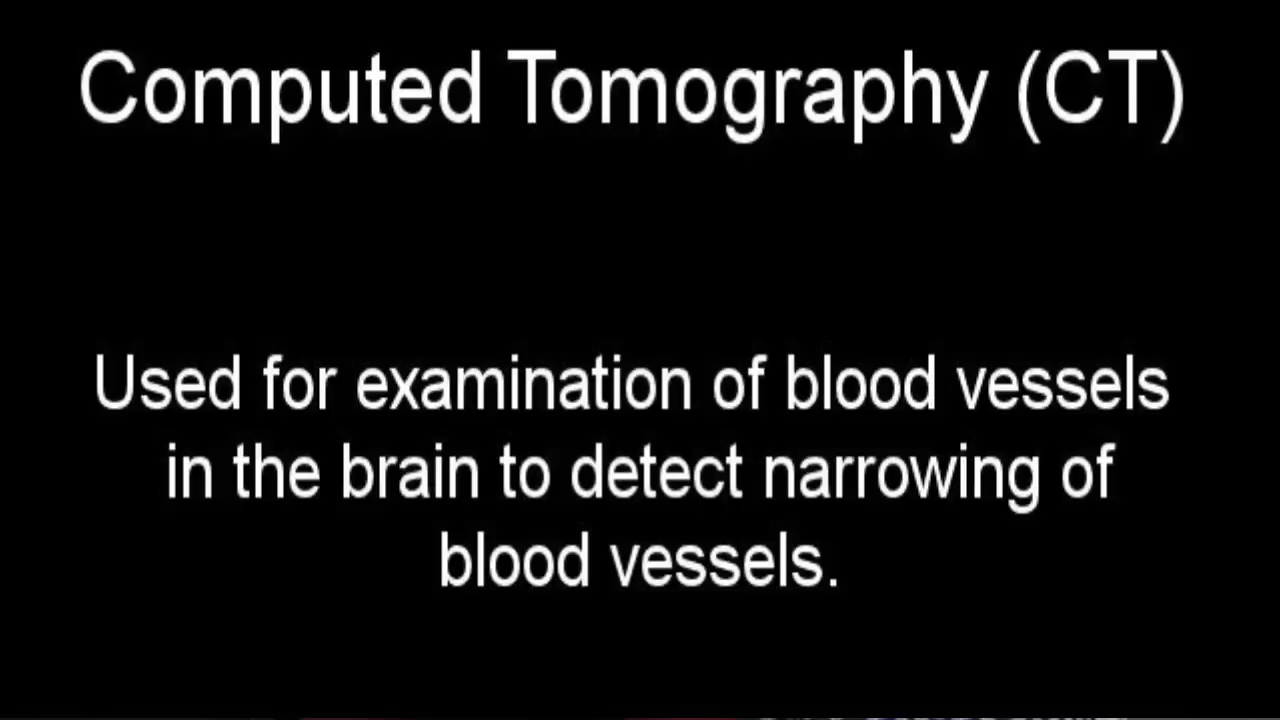 Computed Tomography (CT)
Used for examination of blood vessels
in the brain to detect narrowing of
blood vessels.